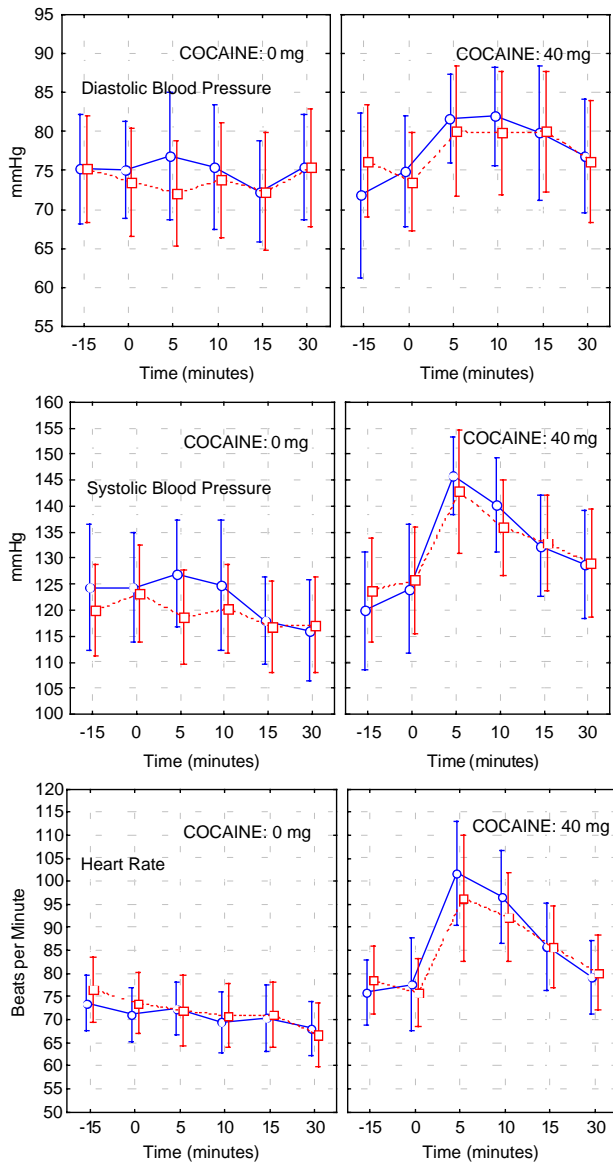 COCAINE: 0 mg
COCAINE: 40 mg
Diastolic Blood Pressure
mmHg
95
90
85
80
75
70
65
60
55
-15 0 5 10 15 30
-15 0 5 10 15 30
Time (minutes)
Time (minutes)
COCAINE: 0 mg
COCAINE: 40 mg
Systolic Blood Pressure
mmHg
160
155
150
145
140
135
130
125
120
115
110
105
100
-15 0 5 10 15 30
-15 0 5 10 15 30
Time (minutes)
Time (minutes)
COCAINE: 0 mg
COCAINE: 40 mg
Heart Rate
Beats per Minute
120
115
110
105
100
95
90
85
80
75
70
65
60
55
50
-15 0 5 10 15 30
-15 0 5 10 15 30
Time (minutes)
Time (minutes)